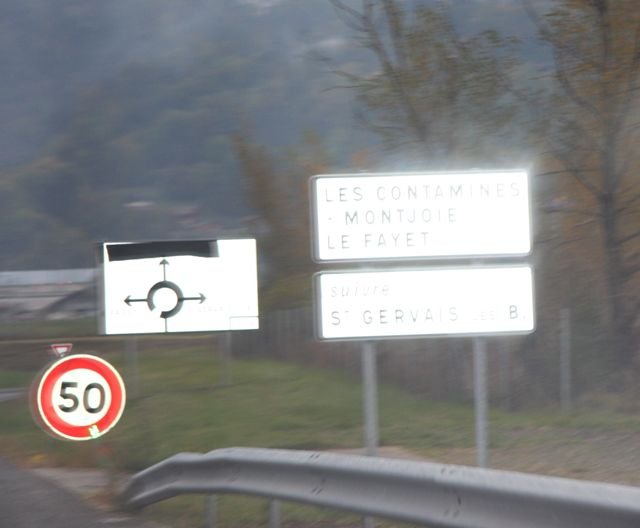 LES CONTAMINES
- MONTJOIE
LE FAYET
suivre
ST GERVAIS LES B.
50